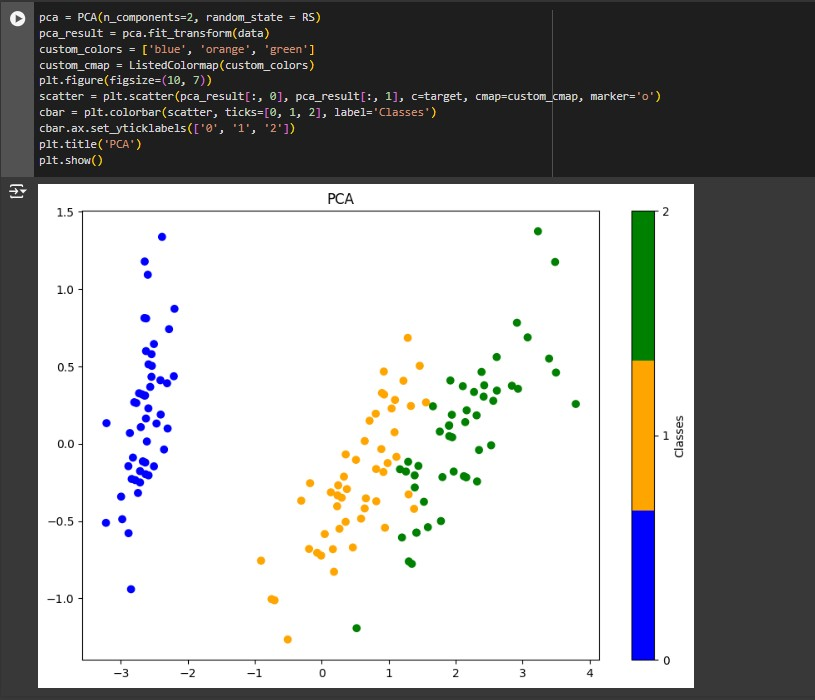 pca = PCA(n_components=2, random_state = RS)
pca_result = pca.fit_transform(data)
custom_colors = ['blue', 'orange', 'green']
custom_cmap = ListedColormap(custom_colors)
plt.figure(figsize=(10, 7))
scatter = plt.scatter(pca_result[:, 0], pca_result[:, 1], c=target, cmap=custom_cmap, marker='o')
cbar = plt.colorbar(scatter, ticks=[0, 1, 2], label='Classes')
cbar.ax.set_yticklabels(['0', '1', '2'])
plt.title('PCA')
plt.show()
PCA
1.5
1.0
0.5
0.0
−0.5
−1.0
−3 −2 −1 0 1 2 3 4
2
1
0
Classes